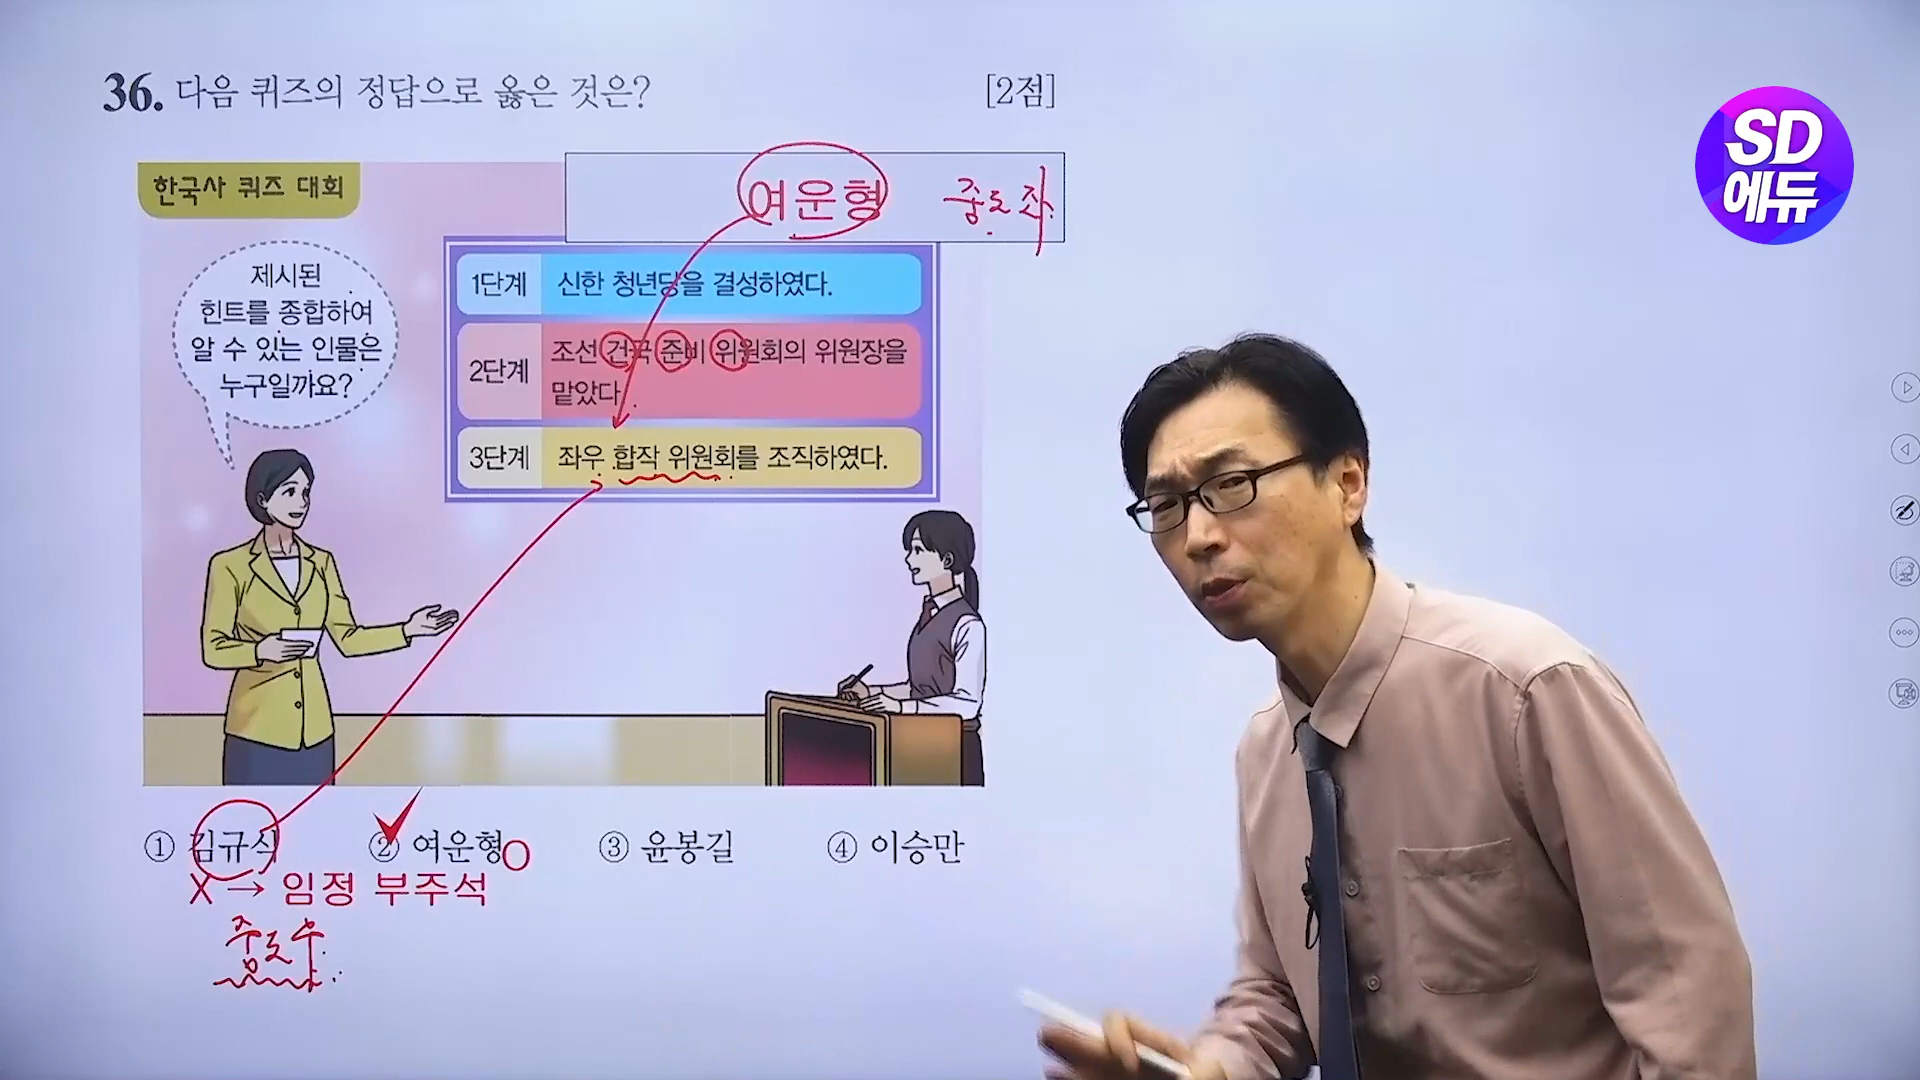 36. 다음 퀴즈의 정답으로 옳은 것은? [2점]
한국사 퀴즈 대회
여운형 중도 좌
제시된
힌트를 종합하여
알 수 있는 인물은
누구일까요?
1단계 신한 청년당을 결성하였다.
2단계 조선 건국 준비 위원회의 위원장을
맡았다.
3단계 좌우 합작 위원회를 조직하였다.
① 김규식 ② 여운형 ③ 윤봉길 ④ 이승만
X → 임정 부주석
중도우
SD
에듀